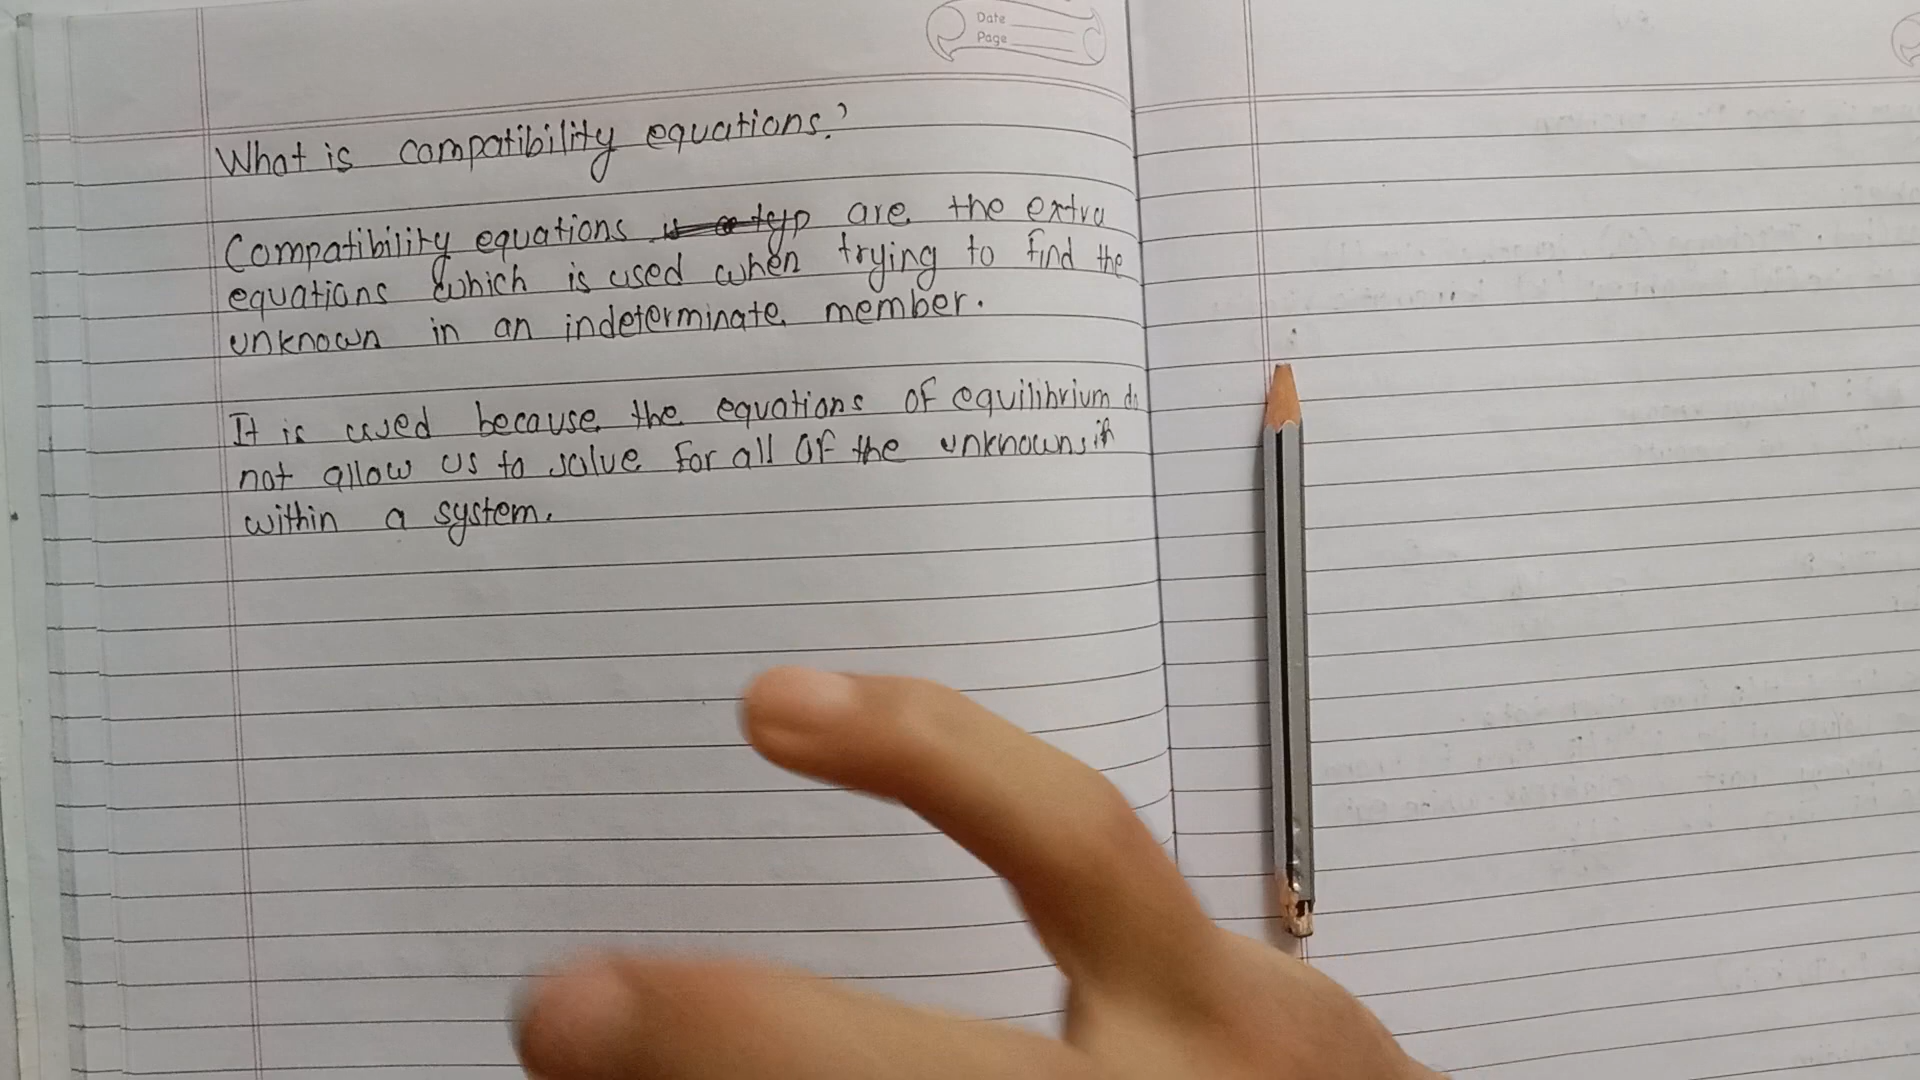 Date
Page
What is compatibility equations?
Compatibility equations is a typ are the extra
equations which is used when trying to find the
unknown in an indeterminate member.
It is used because the equations of equilibrium do
not allow us to solve for all of the unknowns
within a system.